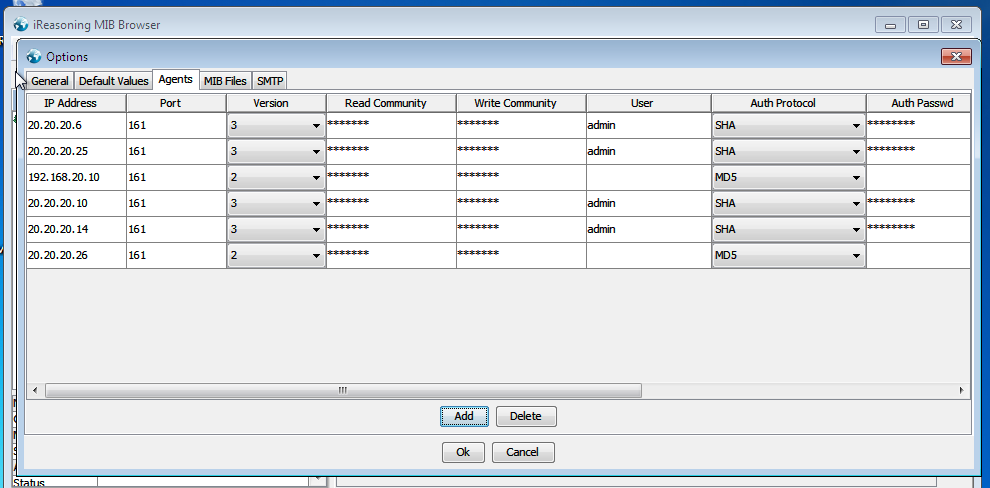 iReasoning MIB Browser
Options
General Default Values Agents MIB Files SMTP
IP Address Port Version Read Community Write Community User Auth Protocol Auth Passwd
20.20.20.6 161 3 ******* ******* admin SHA ********
20.20.20.25 161 3 ******* ******* admin SHA ********
192.168.20.10 161 2 ******* ******* MD5
20.20.20.10 161 3 ******* ******* admin SHA ********
20.20.20.14 161 3 ******* ******* admin SHA ********
20.20.20.26 161 2 ******* ******* MD5
Add Delete
Ok Cancel
Status